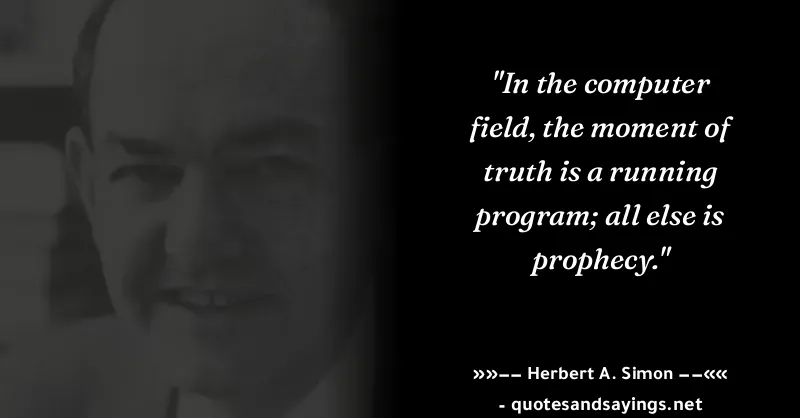 "In the computer
field, the moment of
truth is a running
program; all else is
prophecy."
»»−− Herbert A. Simon −−««
- quotesandsayings.net